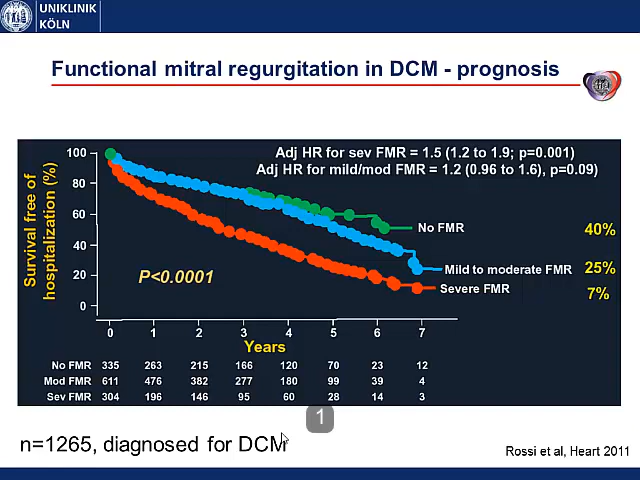 UNIKLINIK
KÖLN
Functional mitral regurgitation in DCM - prognosis
Adj HR for sev FMR = 1.5 (1.2 to 1.9; p=0.001)
Adj HR for mild/mod FMR = 1.2 (0.96 to 1.6), p=0.09)
Survival free of
hospitalization (%)
100
80
60
40
20
0
No FMR
40%
Mild to moderate FMR
25%
Severe FMR
7%
P<0.0001
0 1 2 3 4 5 6 7
Years
No FMR 335 263 215 166 120 70 23 12
Mod FMR 611 476 382 277 180 99 39 4
Sev FMR 304 196 146 95 60 28 14 3
1
n=1265, diagnosed for DCM
Rossi et al, Heart 2011